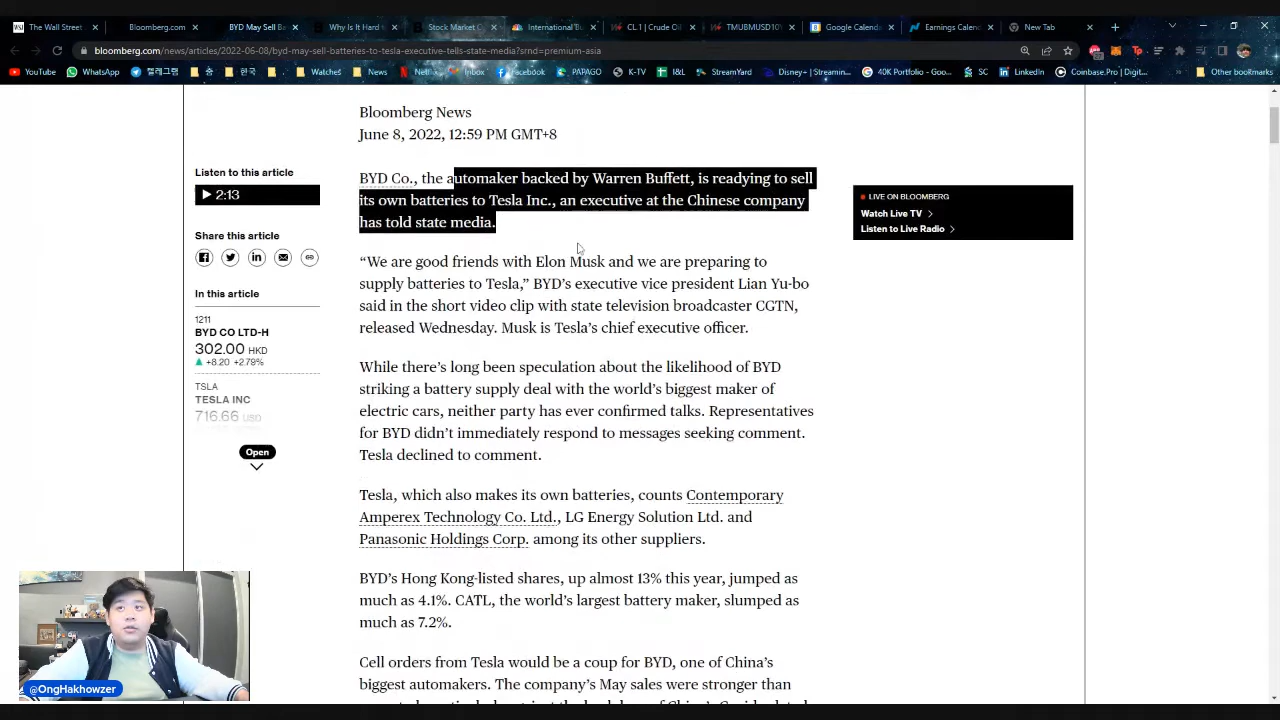 The Wall Street
Bloomberg.com
BYD May Sell Ba
Why Is It Hard t
Stock Market C
International Bu
CL.1 | Crude Oil
TMUBMUSD10Y
Google Calenda
Earnings Calen
New Tab
bloomberg.com/news/articles/2022-06-08/byd-may-sell-batteries-to-tesla-executive-tells-state-media?srnd=premium-asia
YouTube
WhatsApp
텔레그램
숌
한국
Watches
News
Netfli
Inbox
Facebook
PAPAGO
K-TV
I&L
StreamYard
Disney+ | Streamin...
40K Portfolio - Goo...
SC
LinkedIn
Coinbase Pro | Digit...
Other bookmarks
Bloomberg News
June 8, 2022, 12:59 PM GMT+8
Listen to this article
2:13
Share this article
In this article
1211
BYD CO LTD-H
302.00 HKD
+8.20 +2.79%
TSLA
TESLA INC
716.66 USD
Open
BYD Co., the automaker backed by Warren Buffett, is readying to sell
its own batteries to Tesla Inc., an executive at the Chinese company
has told state media.
“We are good friends with Elon Musk and we are preparing to
supply batteries to Tesla,” BYD’s executive vice president Lian Yu-bo
said in the short video clip with state television broadcaster CGTN,
released Wednesday. Musk is Tesla’s chief executive officer.
While there’s long been speculation about the likelihood of BYD
striking a battery supply deal with the world’s biggest maker of
electric cars, neither party has ever confirmed talks. Representatives
for BYD didn’t immediately respond to messages seeking comment.
Tesla declined to comment.
Tesla, which also makes its own batteries, counts Contemporary
Amperex Technology Co. Ltd., LG Energy Solution Ltd. and
Panasonic Holdings Corp. among its other suppliers.
BYD’s Hong Kong-listed shares, up almost 13% this year, jumped as
much as 4.1%. CATL, the world’s largest battery maker, slumped as
much as 7.2%.
Cell orders from Tesla would be a coup for BYD, one of China’s
biggest automakers. The company’s May sales were stronger than
LIVE ON BLOOMBERG
Watch Live TV
Listen to Live Radio
@OngHakhowzer